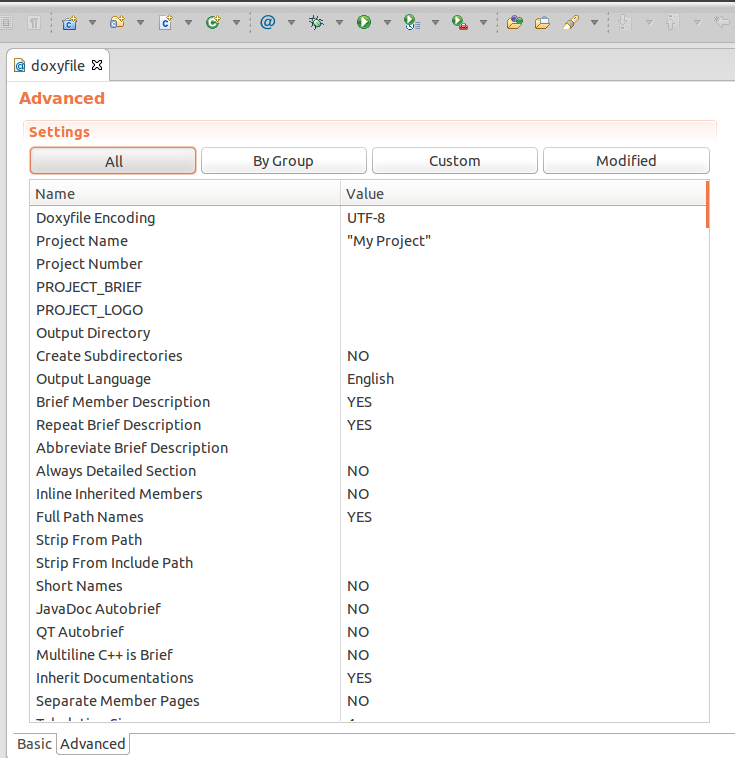 doxyfile
Advanced
Settings
All By Group Custom Modified
Name Value
Doxyfile Encoding UTF-8
Project Name "My Project"
Project Number
PROJECT_BRIEF
PROJECT_LOGO
Output Directory
Create Subdirectories NO
Output Language English
Brief Member Description YES
Repeat Brief Description YES
Abbreviate Brief Description
Always Detailed Section NO
Inline Inherited Members NO
Full Path Names YES
Strip From Path
Strip From Include Path
Short Names NO
JavaDoc Autobrief NO
QT Autobrief NO
Multiline C++ is Brief NO
Inherit Documentations YES
Separate Member Pages NO
Basic Advanced